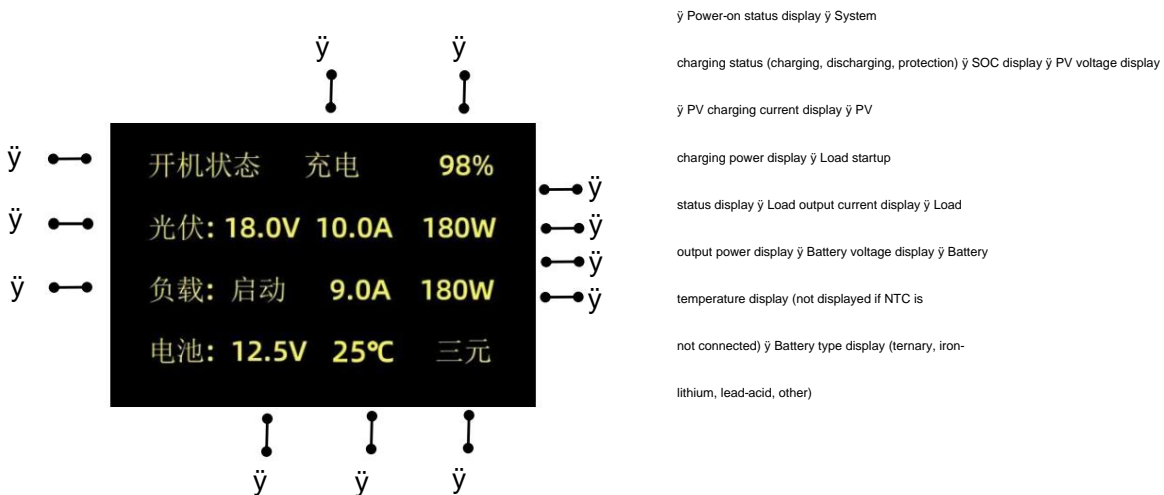 ÿ ÿ
ÿ
ÿ
ÿ
开机状态 充电 98%
光伏: 18.0V 10.0A 180W
负载: 启动 9.0A 180W
电池: 12.5V 25℃ 三元
ÿ
ÿ
ÿ
ÿ
ÿ ÿ ÿ
ÿ Power-on status display ÿ System
charging status (charging, discharging, protection) ÿ SOC display ÿ PV voltage display
ÿ PV charging current display ÿ PV
charging power display ÿ Load startup
status display ÿ Load output current display ÿ Load
output power display ÿ Battery voltage display ÿ Battery
temperature display (not displayed if NTC is
not connected) ÿ Battery type display (ternary, iron-
lithium, lead-acid, other)